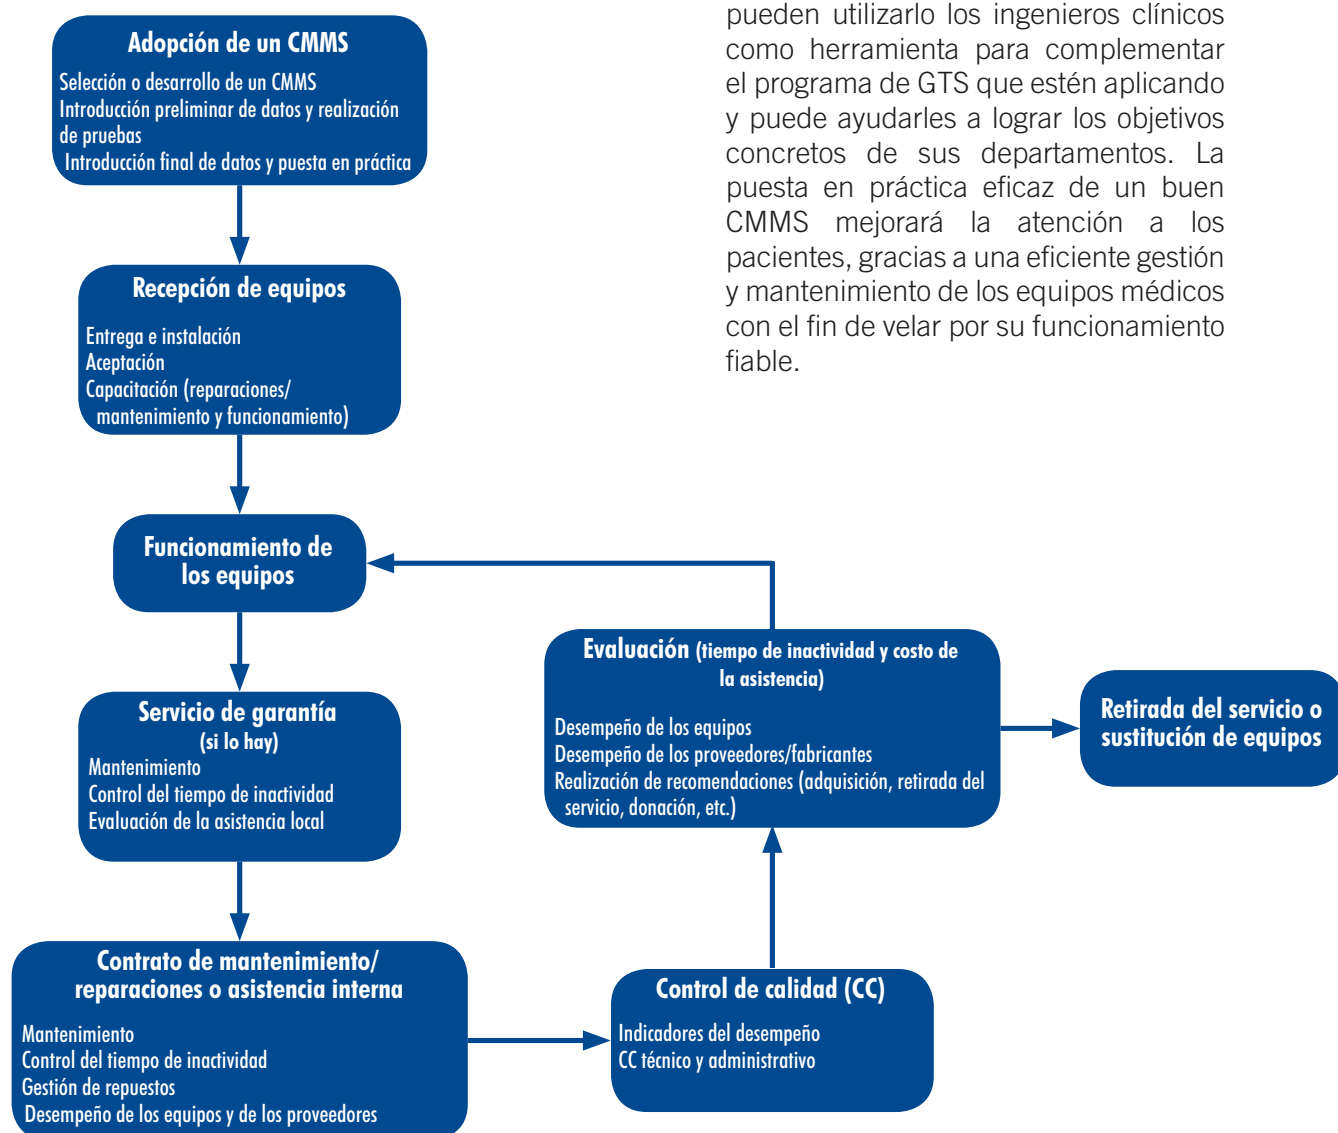 Adopción de un CMMS
Selección o desarrollo de un CMMS
Introducción preliminar de datos y realización
de pruebas
Introducción final de datos y puesta en práctica
Recepción de equipos
Entrega e instalación
Aceptación
Capacitación (reparaciones/
mantenimiento y funcionamiento)
Funcionamiento de
los equipos
Servicio de garantía
(si lo hay)
Mantenimiento
Control del tiempo de inactividad
Evaluación de la asistencia local
Contrato de mantenimiento/
reparaciones o asistencia interna
Mantenimiento
Control del tiempo de inactividad
Gestión de repuestos
Desempeño de los equipos y de los proveedores
Control de calidad (CC)
Indicadores del desempeño
CC técnico y administrativo
Evaluación (tiempo de inactividad y costo de
la asistencia)
Desempeño de los equipos
Desempeño de los proveedores/fabricantes
Realización de recomendaciones (adquisición, retirada del
servicio, donación, etc.)
Retirada del servicio o
sustitución de equipos
pueden utilizarlo los ingenieros clínicos
como herramienta para complementar
el programa de GTS que estén aplicando
y puede ayudarles a lograr los objetivos
concretos de sus departamentos. La
puesta en práctica eficaz de un buen
CMMS mejorará la atención a los
pacientes, gracias a una eficiente gestión
y mantenimiento de los equipos médicos
con el fin de velar por su funcionamiento
fiable.